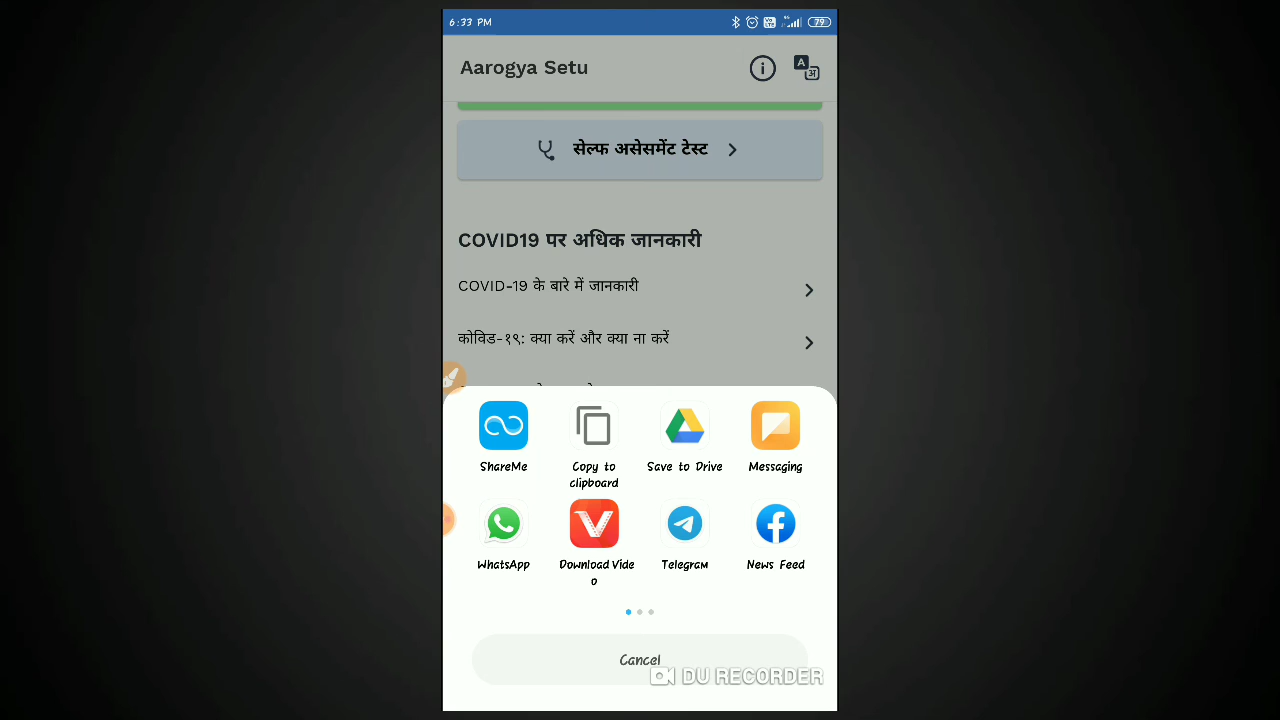 6:33 PM
79
Aarogya Setu
सेल्फ असेसमेंट टेस्ट
COVID19 पर अधिक जानकारी
COVID-19 के बारे में जानकारी
कोविड-१९: क्या करें और क्या ना करें
ShareMe
Copy to
clipboard
Save to Drive
Messaging
WhatsApp
Download Vide
o
Telegram
News Feed
Cancel
DU RECORDER